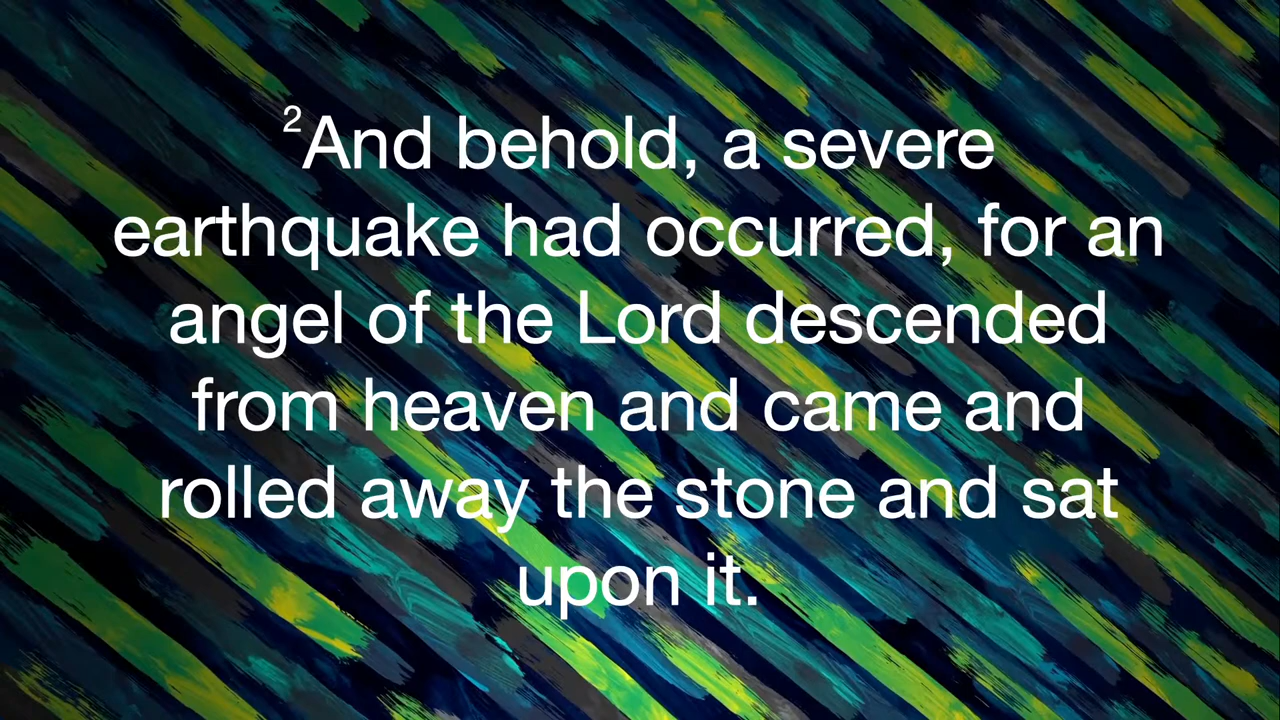 ²And behold, a severe
earthquake had occurred, for an
angel of the Lord descended
from heaven and came and
rolled away the stone and sat
upon it.